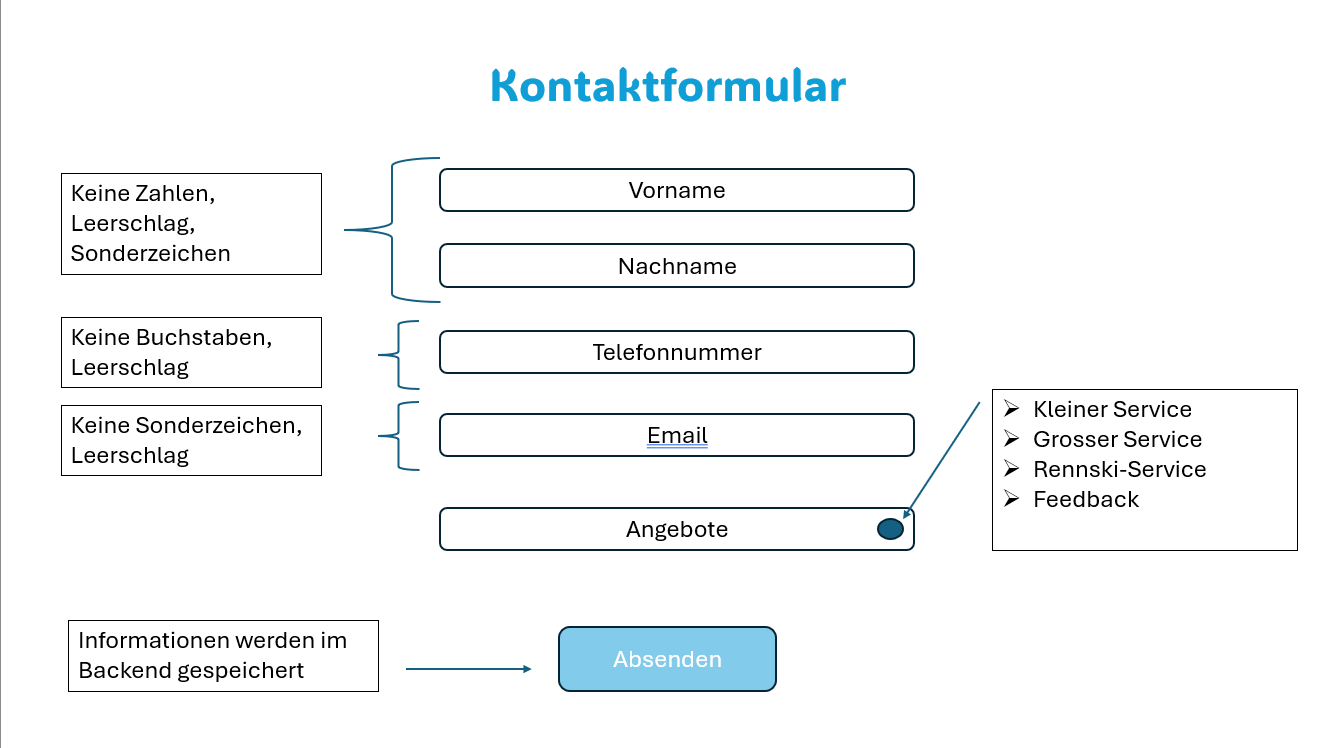 Kontaktformular
Keine Zahlen,
Leerschlag,
Sonderzeichen
Vorname
Nachname
Keine Buchstaben,
Leerschlag
Telefonnummer
Keine Sonderzeichen,
Leerschlag
Email
Kleiner Service
Grosser Service
Rennski-Service
Feedback
Angebote
Informationen werden im
Backend gespeichert
Absenden